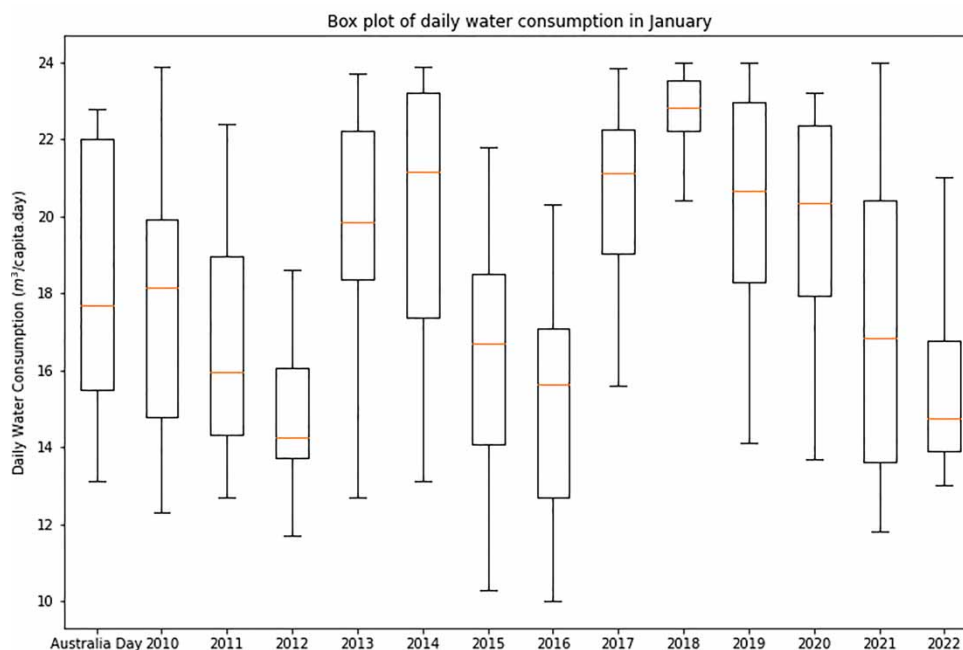 Box plot of daily water consumption in January
Daily Water Consumption (m³/capita.day)
24
22
20
18
16
14
12
10
Australia Day 2010 2011 2012 2013 2014 2015 2016 2017 2018 2019 2020 2021 2022